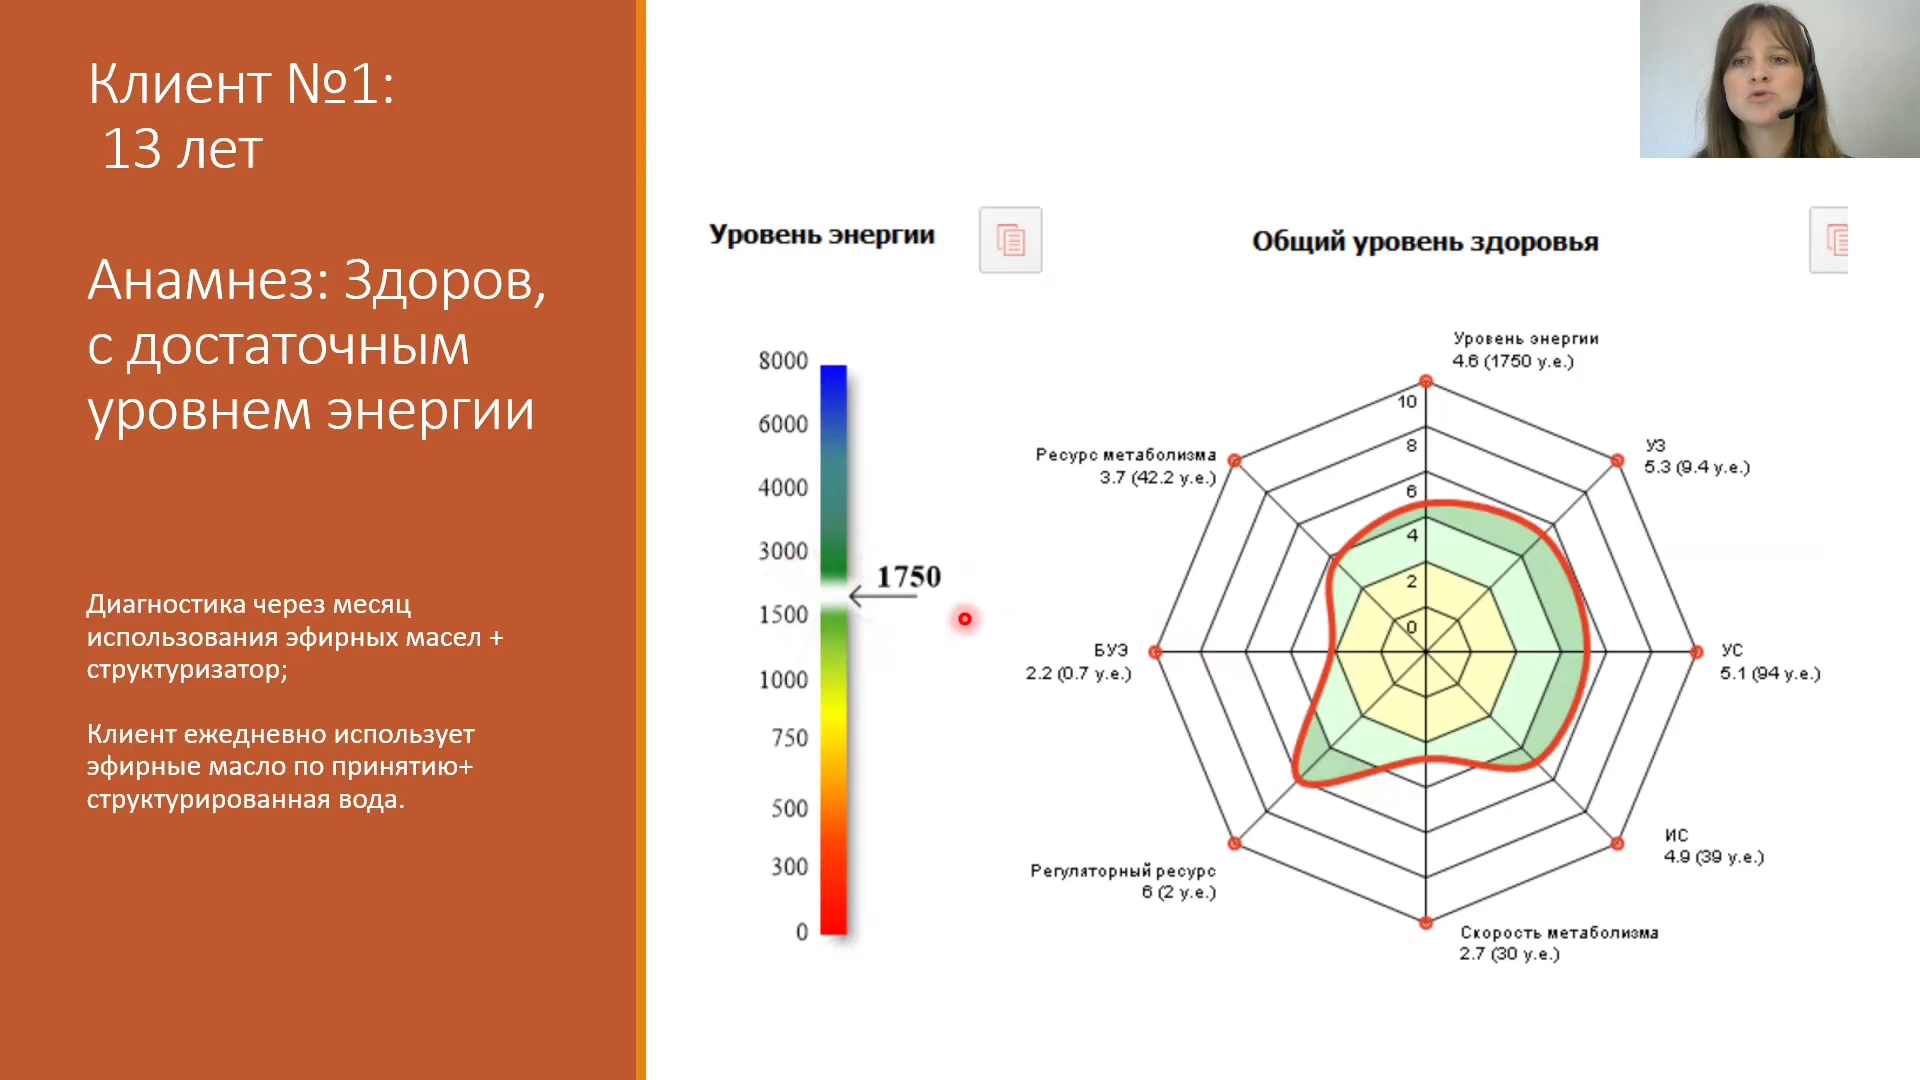 Клиент №1:
13 лет
Анамнез: Здоров,
с достаточным
уровнем энергии
Диагностика через месяц
использования эфирных масел +
структуризатор;
Клиент ежедневно использует
эфирные масло по принятию+
структурированная вода.
Уровень энергии
8000
6000
4000
3000
1750
1500
1000
750
500
300
0
Общий уровень здоровья
Уровень энергии
4.6 (1750 у.е.)
УЗ
5.3 (9.4 у.е.)
УС
5.1 (94 у.е.)
ИС
4.9 (39 у.е.)
Скорость метаболизма
2.7 (30 у.е.)
Регуляторный ресурс
6 (2 у.е.)
БУЭ
2.2 (0.7 у.е.)
Ресурс метаболизма
3.7 (42.2 у.е.)
10
8
6
4
2
0